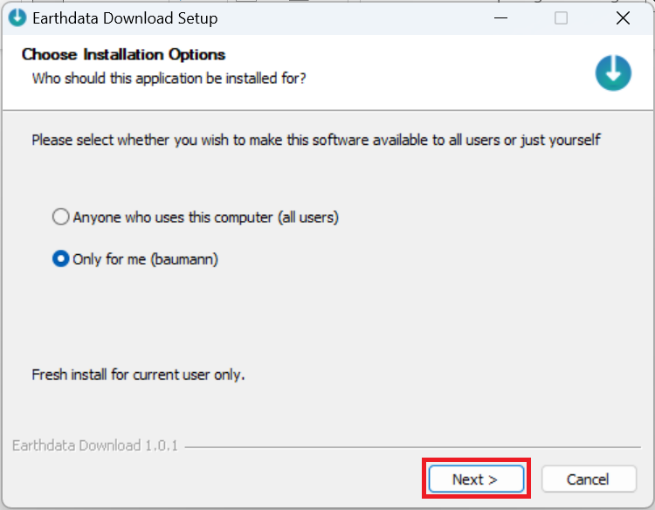 Earthdata Download Setup
Choose Installation Options
Who should this application be installed for?
Please select whether you wish to make this software available to all users or just yourself
Anyone who uses this computer (all users)
Only for me (baumann)
Fresh install for current user only.
Earthdata Download 1.0.1
Next >
Cancel